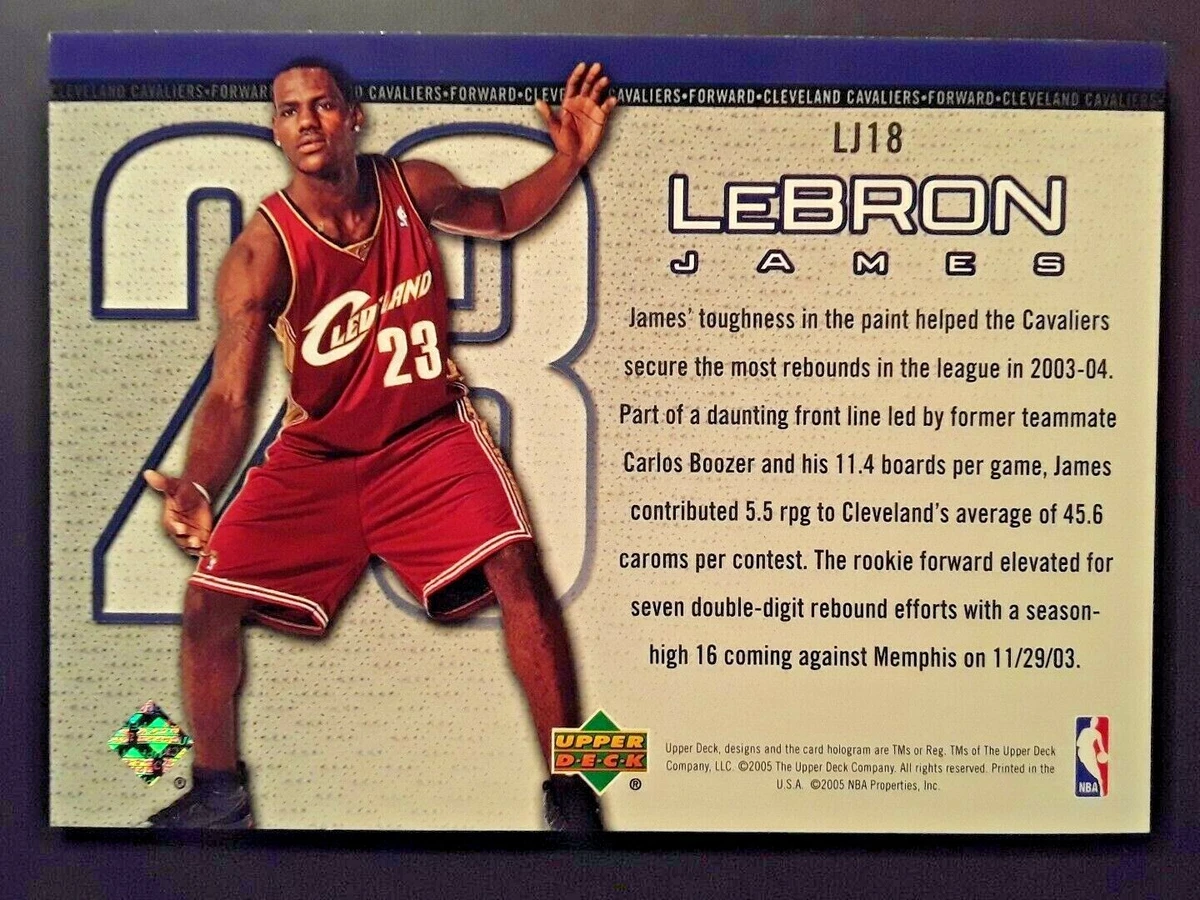 CLEVELAND CAVALIERS•FORWARD•CLEVELAND CAVALIERS•FORWARD•CLEVE AVALIERS•FORWARD•CLEVELAND CAVALIERS•FORWARD•CLEVELAND CAVALIERS
LJ18
LEBRON
JAMES
CLEVELAND
23
23
James' toughness in the paint helped the Cavaliers
secure the most rebounds in the league in 2003-04.
Part of a daunting front line led by former teammate
Carlos Boozer and his 11.4 boards per game, James
contributed 5.5 rpg to Cleveland's average of 45.6
caroms per contest. The rookie forward elevated for
seven double-digit rebound efforts with a season-
high 16 coming against Memphis on 11/29/03.
UPPER
DECK
®
®
Upper Deck, designs and the card hologram are TMs or Reg. TMs of The Upper Deck
Company, LLC. ©2005 The Upper Deck Company. All rights reserved. Printed in the
U.S.A. ©2005 NBA Properties, Inc.
NBA